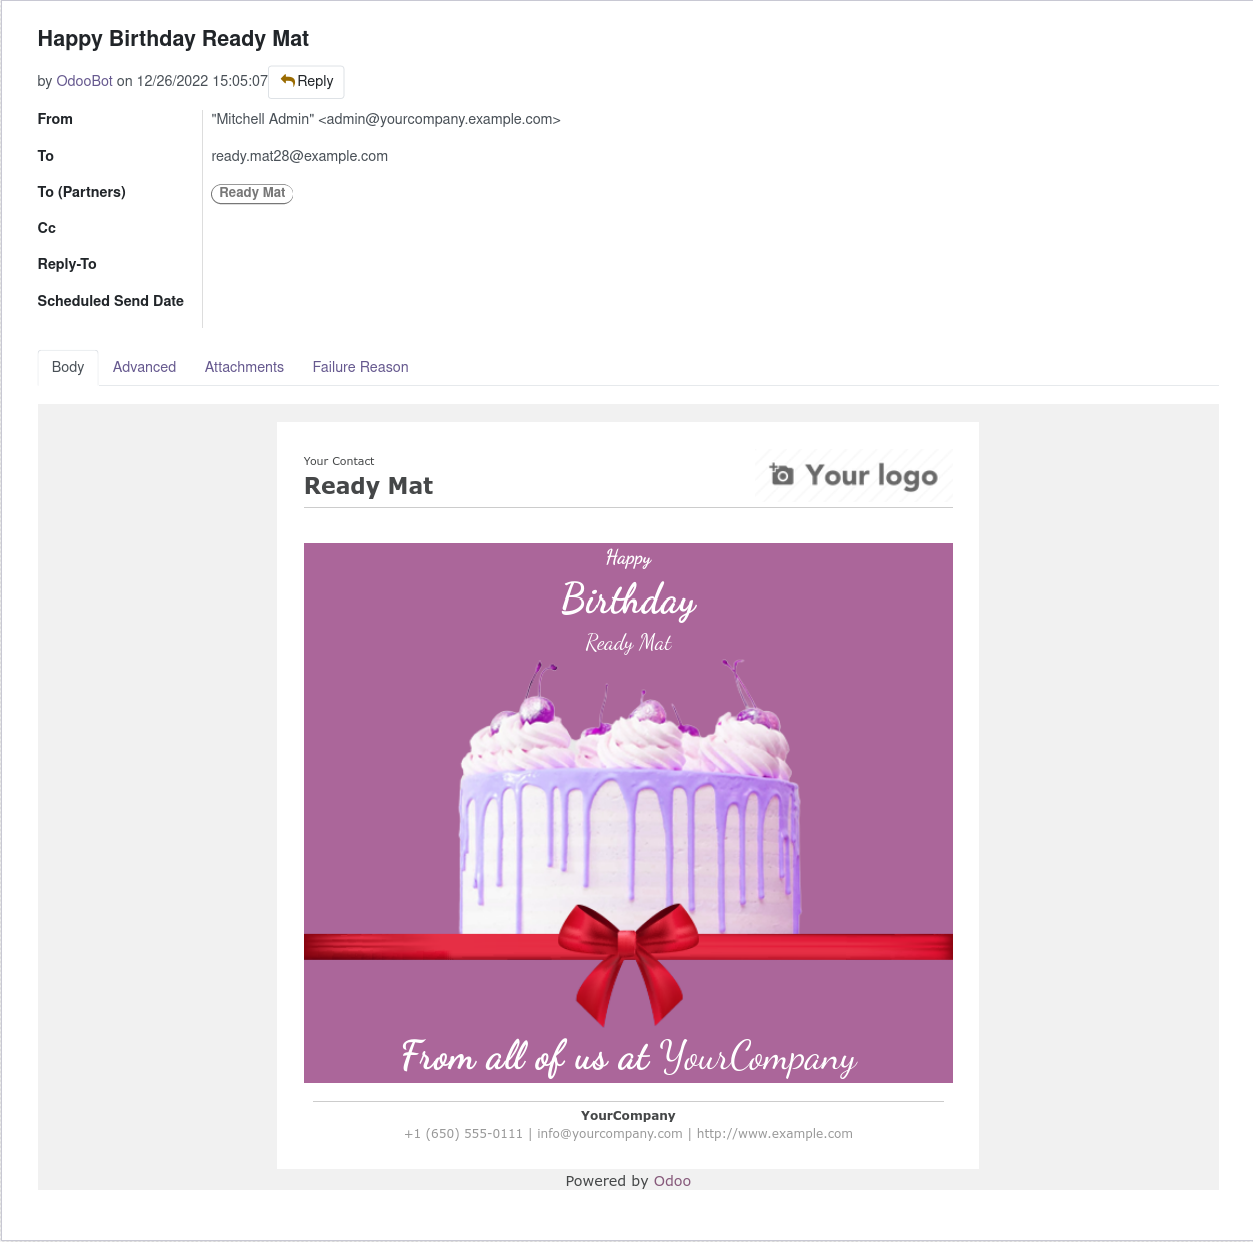 Happy Birthday Ready Mat
by OdooBot on 12/26/2022 15:05:07 Reply
From "Mitchell Admin" <admin@yourcompany.example.com>
To ready.mat28@example.com
To (Partners) Ready Mat
Cc
Reply-To
Scheduled Send Date
Body Advanced Attachments Failure Reason
Your Contact
Ready Mat
Your logo
Happy
Birthday
Ready Mat
From all of us at YourCompany
YourCompany
+1 (650) 555-0111 | info@yourcompany.com | http://www.example.com
Powered by Odoo